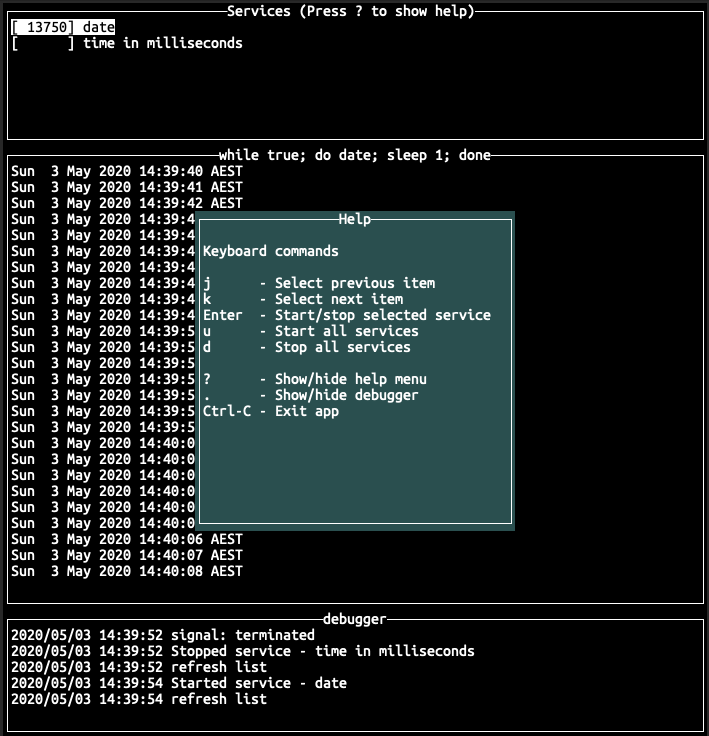 Services (Press ? to show help)
[ 13750] date
[      ] time in milliseconds
while true; do date; sleep 1; done
Sun  3 May 2020 14:39:40 AEST
Sun  3 May 2020 14:39:41 AEST
Sun  3 May 2020 14:39:42 AEST
Sun  3 May 2020 14:39:4
Sun  3 May 2020 14:39:4
Sun  3 May 2020 14:39:4
Sun  3 May 2020 14:39:4
Sun  3 May 2020 14:39:4
Sun  3 May 2020 14:39:4
Sun  3 May 2020 14:39:4
Sun  3 May 2020 14:39:5
Sun  3 May 2020 14:39:5
Sun  3 May 2020 14:39:5
Sun  3 May 2020 14:39:5
Sun  3 May 2020 14:39:5
Sun  3 May 2020 14:39:5
Sun  3 May 2020 14:39:5
Sun  3 May 2020 14:40:0
Sun  3 May 2020 14:40:0
Sun  3 May 2020 14:40:0
Sun  3 May 2020 14:40:0
Sun  3 May 2020 14:40:0
Sun  3 May 2020 14:40:0
Sun  3 May 2020 14:40:06 AEST
Sun  3 May 2020 14:40:07 AEST
Sun  3 May 2020 14:40:08 AEST
Help
Keyboard commands
j      - Select previous item
k      - Select next item
Enter  - Start/stop selected service
u      - Start all services
d      - Stop all services
?      - Show/hide help menu
.      - Show/hide debugger
Ctrl-C - Exit app
debugger
2020/05/03 14:39:52 signal: terminated
2020/05/03 14:39:52 Stopped service - time in milliseconds
2020/05/03 14:39:52 refresh list
2020/05/03 14:39:54 Started service - date
2020/05/03 14:39:54 refresh list